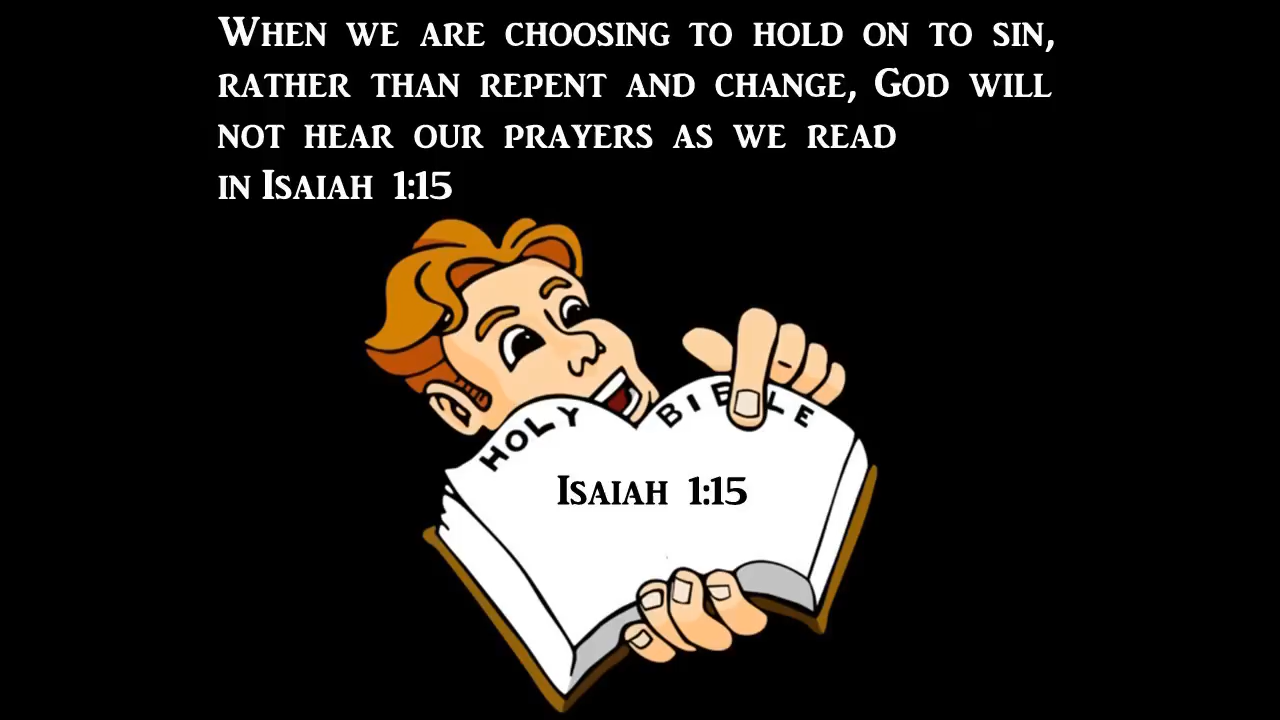 When we are choosing to hold on to sin,
rather than repent and change, God will
not hear our prayers as we read
in Isaiah 1:15
HOLY BIBLE
Isaiah 1:15